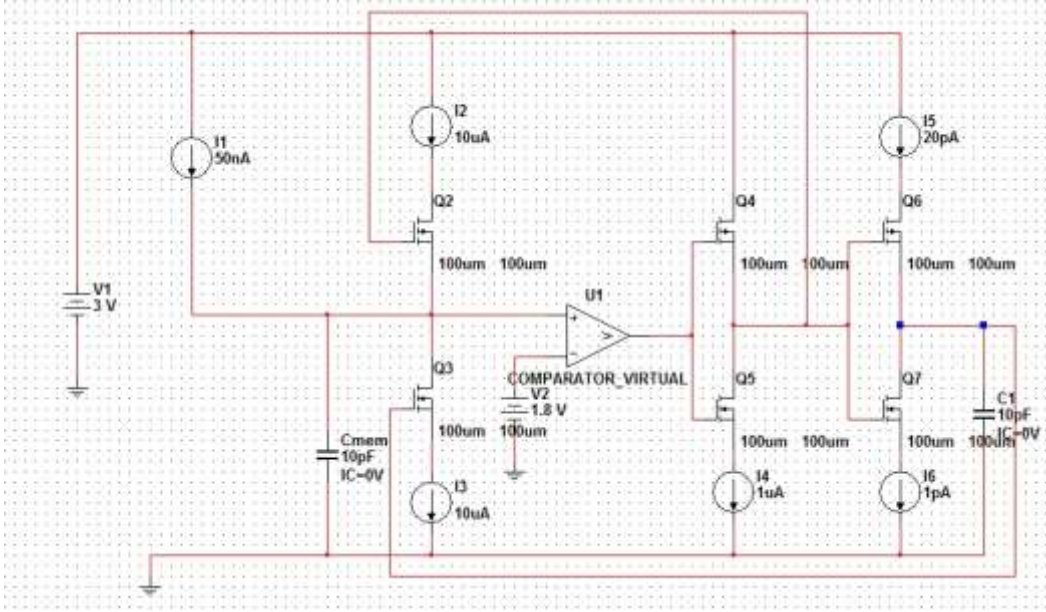 I2
10uA
I5
20pA
I1
50nA
Q2
Q4
Q6
100um 100um
100um 100um
100um 100um
V1
3 V
U1
+
-
V
Q3
COMPARATOR_VIRTUAL
V2
1.8 V
Q5
Q7
C1
10pF
IC=0V
100um 100um
100um 100um
100um 100um
Cmem
10pF
IC=0V
I3
10uA
I4
1uA
I6
1pA